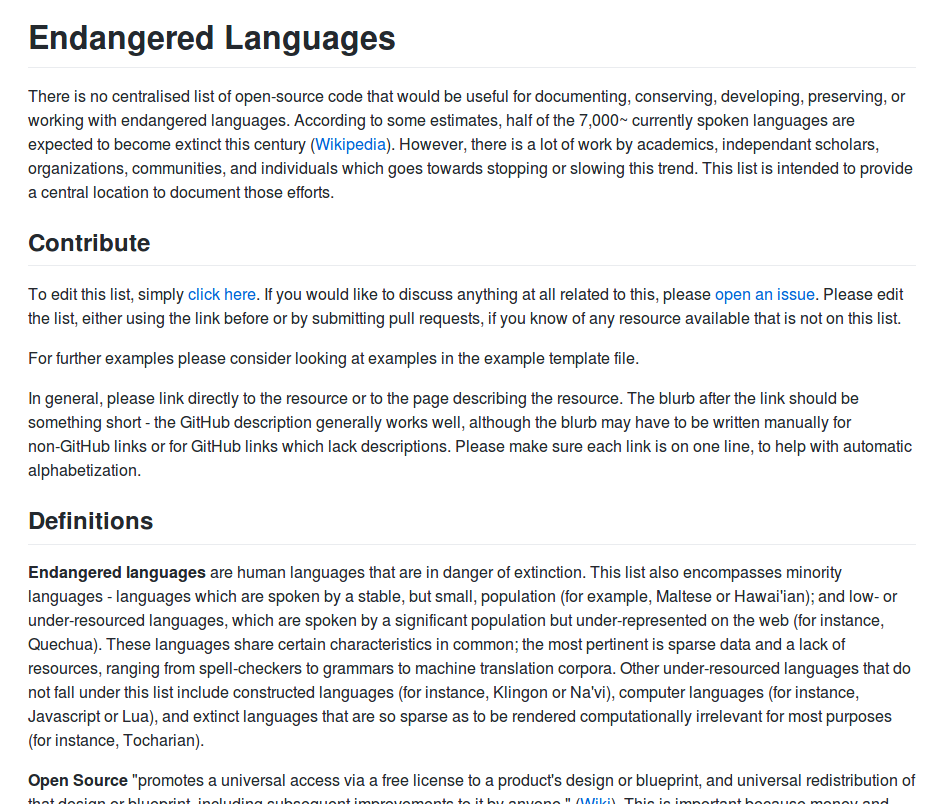 Endangered Languages
There is no centralised list of open-source code that would be useful for documenting, conserving, developing, preserving, or
working with endangered languages. According to some estimates, half of the 7,000~ currently spoken languages are
expected to become extinct this century (Wikipedia). However, there is a lot of work by academics, independant scholars,
organizations, communities, and individuals which goes towards stopping or slowing this trend. This list is intended to provide
a central location to document those efforts.
Contribute
To edit this list, simply click here. If you would like to discuss anything at all related to this, please open an issue. Please edit
the list, either using the link before or by submitting pull requests, if you know of any resource available that is not on this list.
For further examples please consider looking at examples in the example template file.
In general, please link directly to the resource or to the page describing the resource. The blurb after the link should be
something short - the GitHub description generally works well, although the blurb may have to be written manually for
non-GitHub links or for GitHub links which lack descriptions. Please make sure each link is on one line, to help with automatic
alphabetization.
Definitions
Endangered languages are human languages that are in danger of extinction. This list also encompasses minority
languages - languages which are spoken by a stable, but small, population (for example, Maltese or Hawai'ian); and low- or
under-resourced languages, which are spoken by a significant population but under-represented on the web (for instance,
Quechua). These languages share certain characteristics in common; the most pertinent is sparse data and a lack of
resources, ranging from spell-checkers to grammars to machine translation corpora. Other under-resourced languages that do
not fall under this list include constructed languages (for instance, Klingon or Na'vi), computer languages (for instance,
Javascript or Lua), and extinct languages that are so sparse as to be rendered computationally irrelevant for most purposes
(for instance, Tocharian).
Open Source "promotes a universal access via a free license to a product's design or blueprint, and universal redistribution of
that design or blueprint, including subsequent improvements to it by anyone." (Wiki). This is important because money and